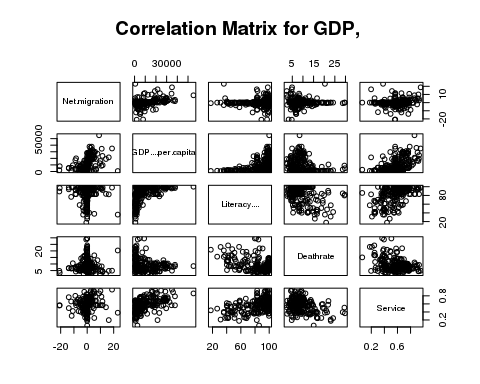 Correlation Matrix for GDP,
0 30000
5 15 25
Net.migration
-20 10
0 50000
GDP....per.capita
Literacy....
20 80
5 20
Deathrate
Service
0.2 0.8
-20 0 20
20 60 100
0.2 0.6